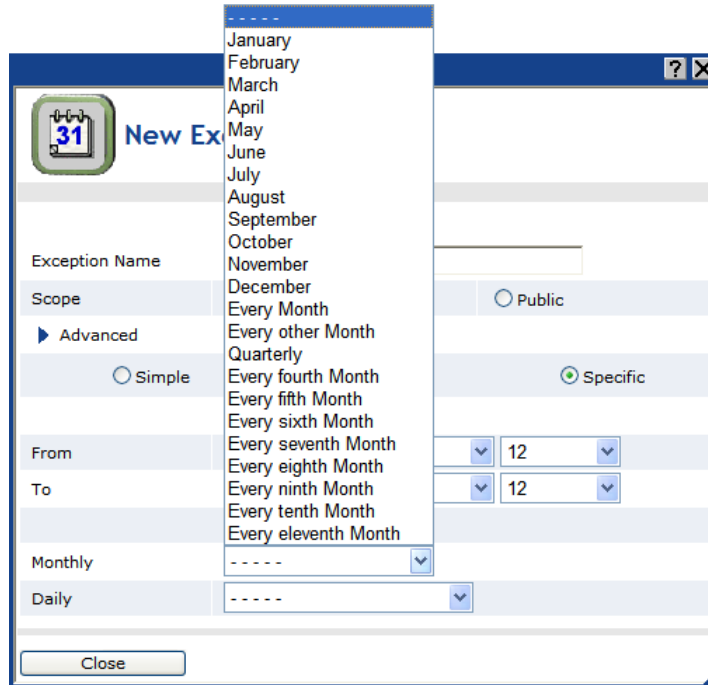 - - - - -
January
February
March
April
May
June
July
August
September
October
November
December
Every Month
Every other Month
Quarterly
Every fourth Month
Every fifth Month
Every sixth Month
Every seventh Month
Every eighth Month
Every ninth Month
Every tenth Month
Every eleventh Month
? X
31 New Ex
Exception Name
Scope Public
Advanced
Simple Specific
From 12
To 12
Monthly - - - - -
Daily - - - - -
Close